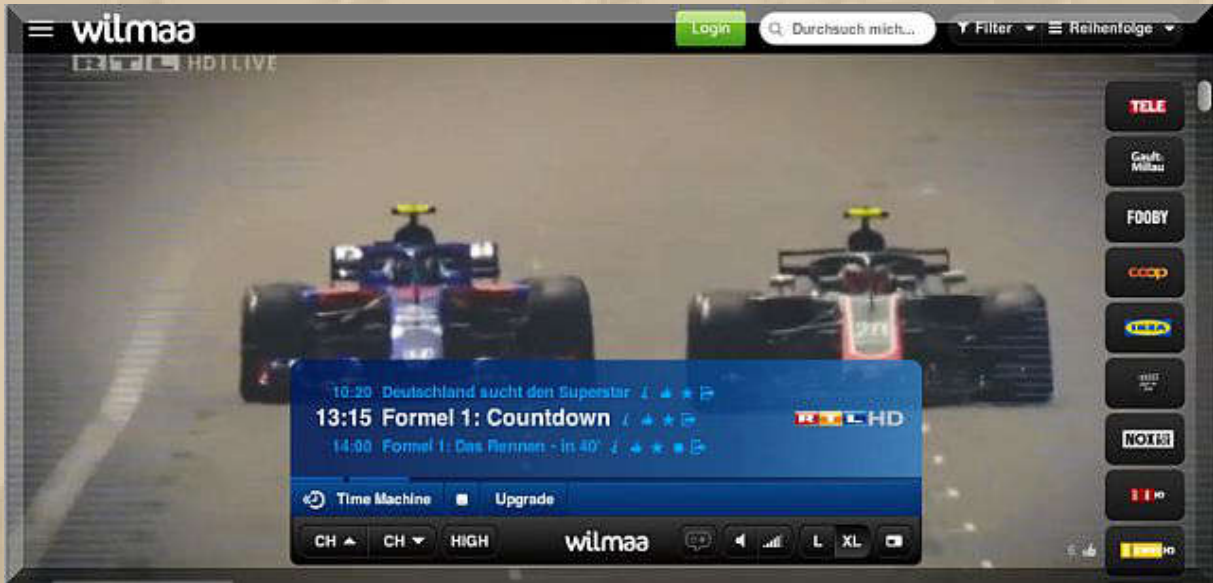 wilmaa
Login
Durchsuch mich...
Filter
Reihenfolge
RTL HD | LIVE
TELE
Gault-
Millau
FOOBY
coop
IKEA
NOX
10:20 Deutschland sucht den Superstar
13:15 Formel 1: Countdown
RTL HD
14:00 Formel 1: Das Rennen - in 40'
Time Machine
Upgrade
CH
CH
HIGH
wilmaa
L
XL
6